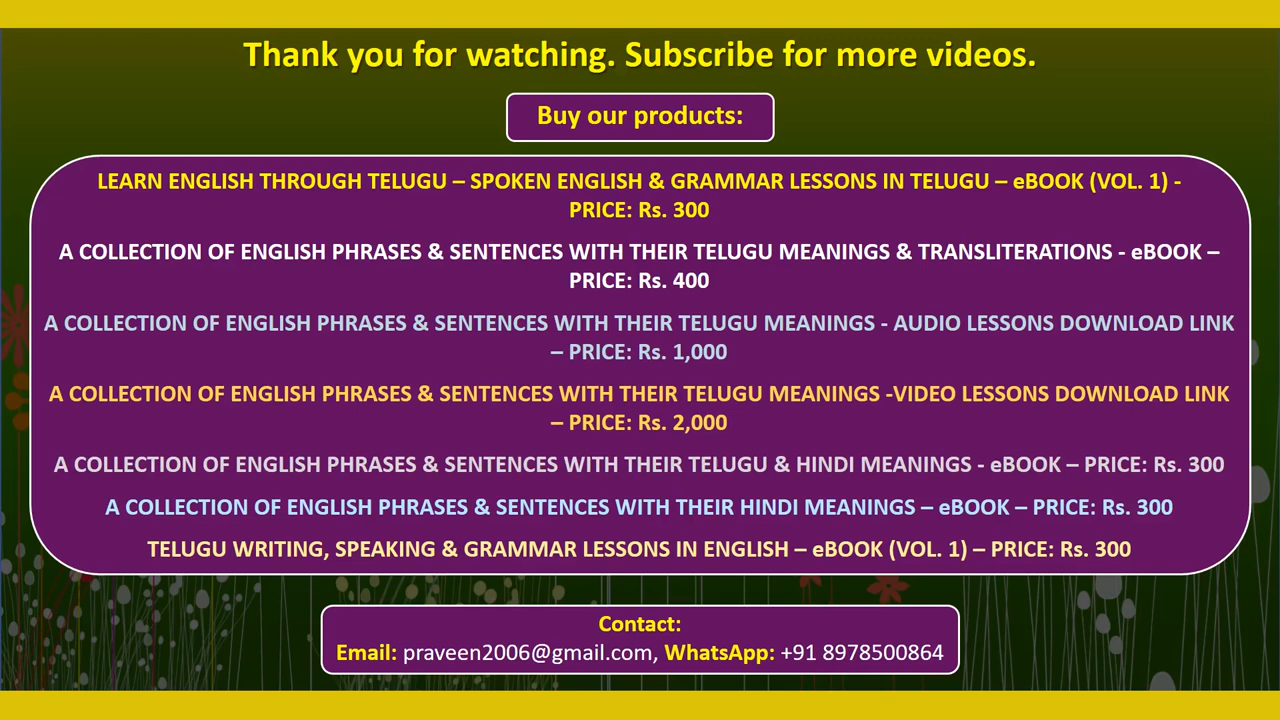 Thank you for watching. Subscribe for more videos.
Buy our products:
LEARN ENGLISH THROUGH TELUGU – SPOKEN ENGLISH & GRAMMAR LESSONS IN TELUGU – eBOOK (VOL. 1) -
PRICE: Rs. 300
A COLLECTION OF ENGLISH PHRASES & SENTENCES WITH THEIR TELUGU MEANINGS & TRANSLITERATIONS - eBOOK –
PRICE: Rs. 400
A COLLECTION OF ENGLISH PHRASES & SENTENCES WITH THEIR TELUGU MEANINGS - AUDIO LESSONS DOWNLOAD LINK
– PRICE: Rs. 1,000
A COLLECTION OF ENGLISH PHRASES & SENTENCES WITH THEIR TELUGU MEANINGS -VIDEO LESSONS DOWNLOAD LINK
– PRICE: Rs. 2,000
A COLLECTION OF ENGLISH PHRASES & SENTENCES WITH THEIR TELUGU & HINDI MEANINGS - eBOOK – PRICE: Rs. 300
A COLLECTION OF ENGLISH PHRASES & SENTENCES WITH THEIR HINDI MEANINGS – eBOOK – PRICE: Rs. 300
TELUGU WRITING, SPEAKING & GRAMMAR LESSONS IN ENGLISH – eBOOK (VOL. 1) – PRICE: Rs. 300
Contact:
Email: praveen2006@gmail.com, WhatsApp: +91 8978500864